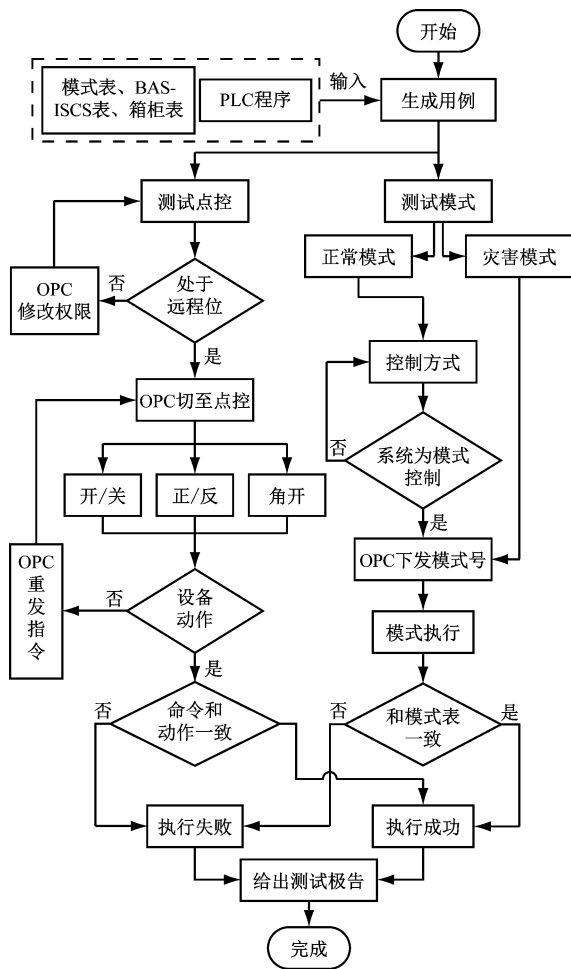 开始
模式表、BAS-
ISCS表、箱柜表
PLC程序
输入
生成用例
测试点控
测试模式
正常模式
灾害模式
OPC
修改权限
否
处于
远程位
是
控制方式
OPC切至点控
否
系统为模式
控制
是
开/关
正/反
角开
OPC下发模式号
OPC
重
发
指
令
否
设备
动作
是
模式执行
否
命令和
动作一致
否
和模式表
一致
是
执行失败
执行成功
给出测试极告
完成